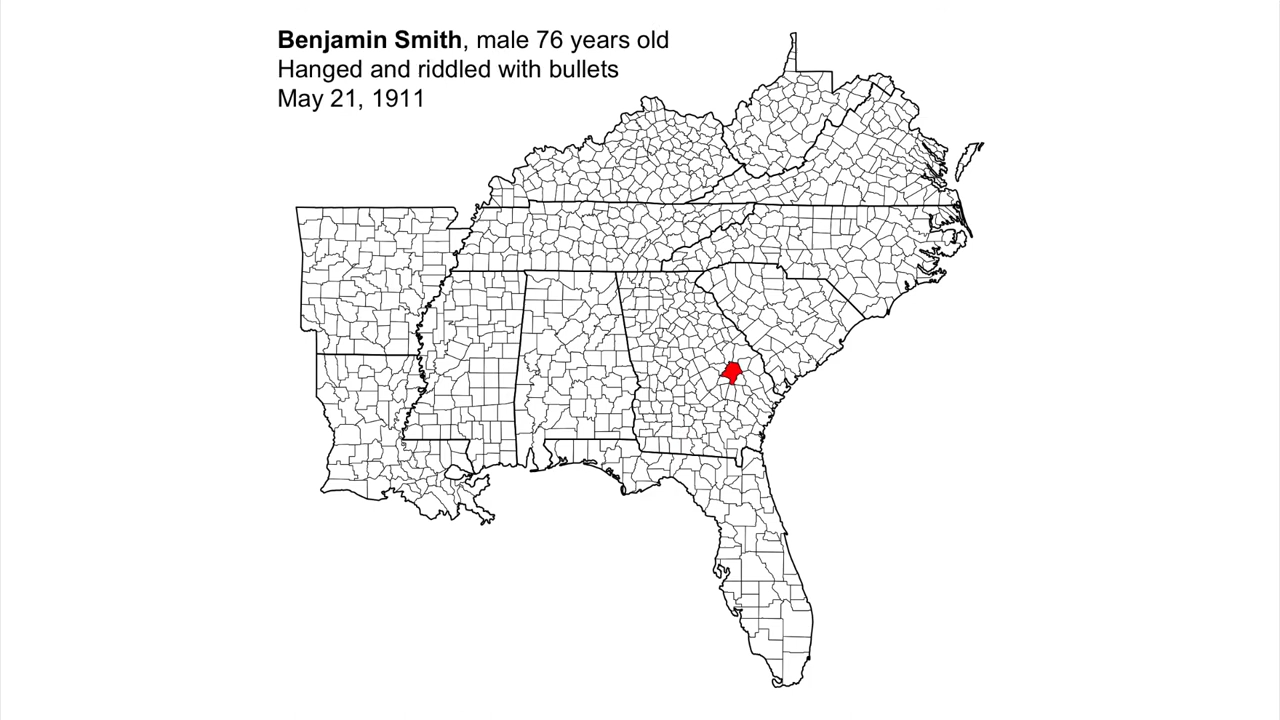 Benjamin Smith, male 76 years old
Hanged and riddled with bullets
May 21, 1911